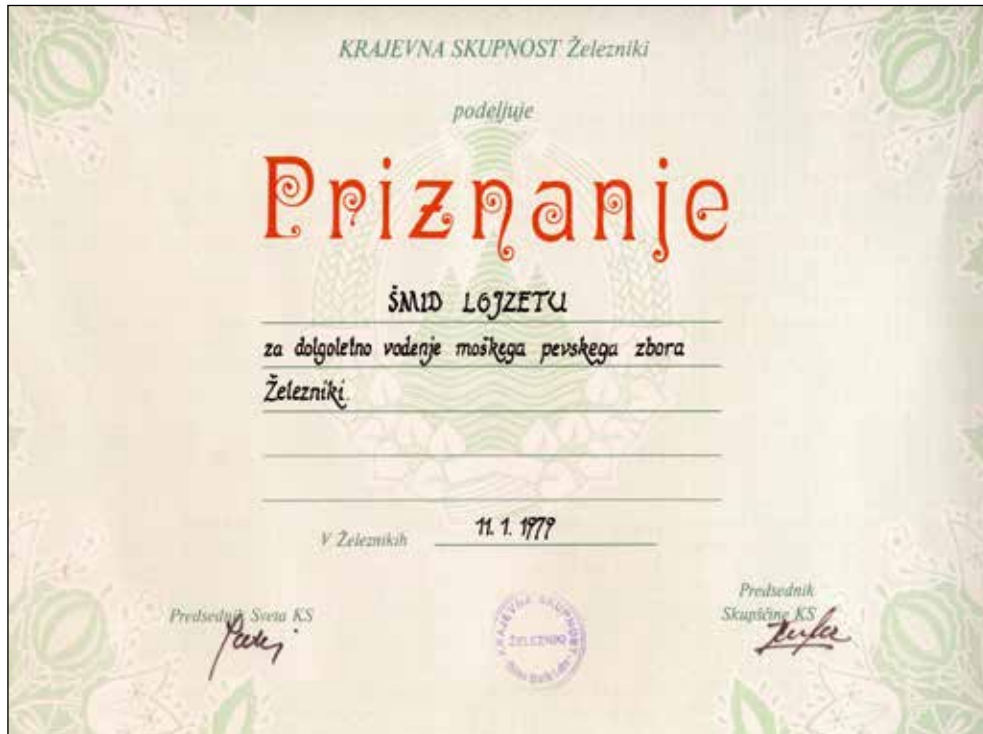 KRAJEVNA SKUPNOST Železniki
podeljuje
Priznanje
ŠMID LOJZETU
za dolgoletno vodenje moškega pevskega zbora
Železniki.
V Železnikih 11. 1. 1979
Predsednik Sveta KS
KRAJEVNA SKUPNOST
ŽELEZNIKI
Predsednik
Skupščine KS